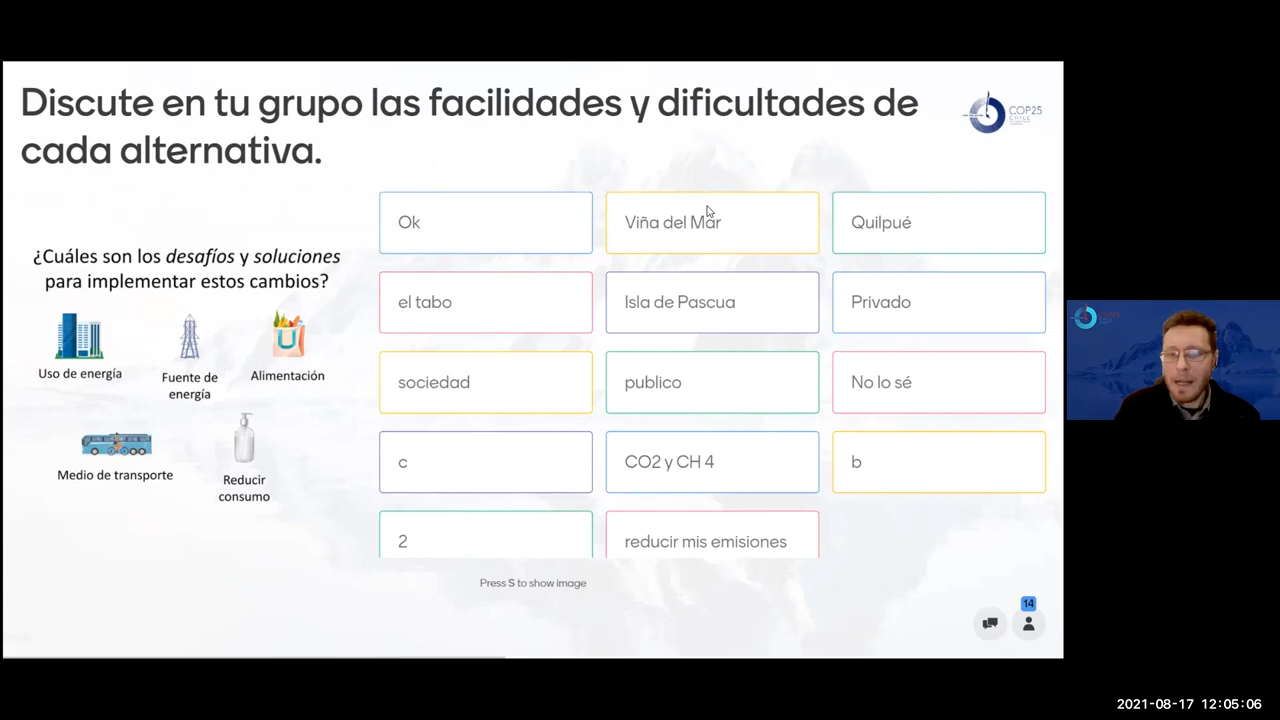 Discute en tu grupo las facilidades y dificultades de
cada alternativa.
COP25
CHILE
¿Cuáles son los desafíos y soluciones
para implementar estos cambios?
Uso de energía
Fuente de
energía
Alimentación
Medio de transporte
Reducir
consumo
Ok
Viña del Mar
Quilpué
el tabo
Isla de Pascua
Privado
sociedad
publico
No lo sé
c
CO2 y CH 4
b
2
reducir mis emisiones
Press S to show image
14
2021-08-17 12:05:06